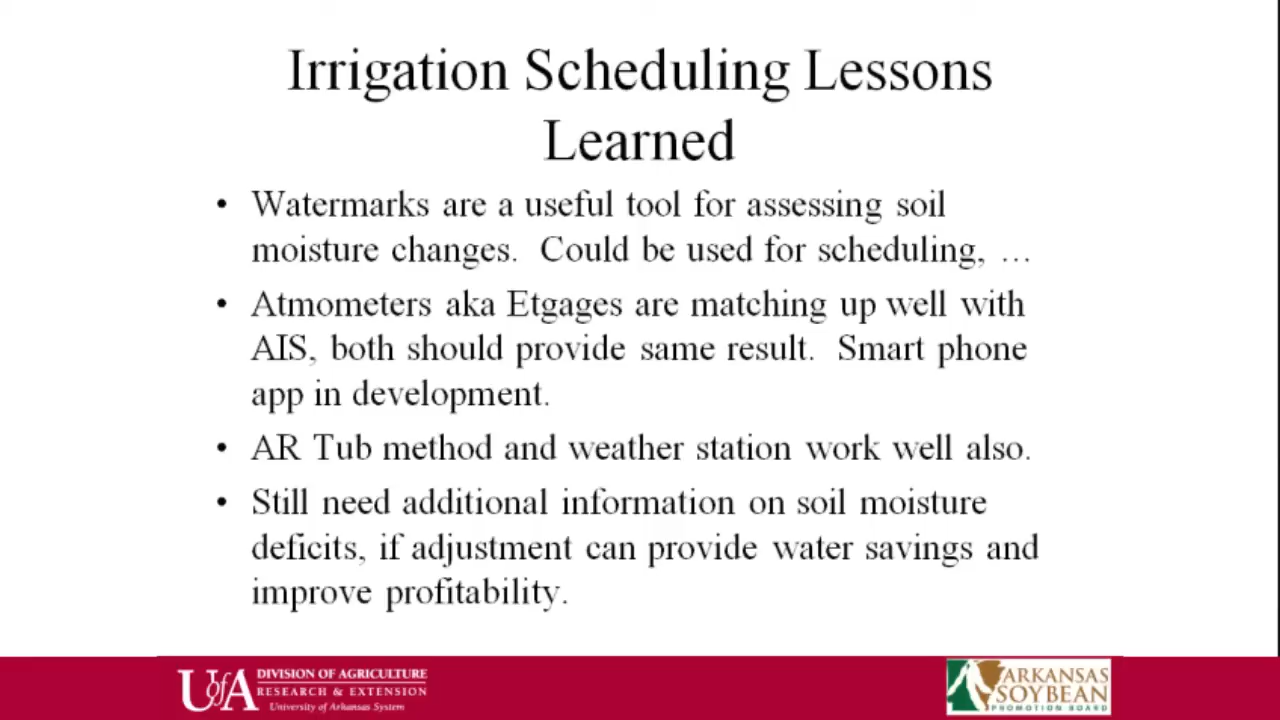 Irrigation Scheduling Lessons
Learned
• Watermarks are a useful tool for assessing soil
moisture changes.  Could be used for scheduling, ...
• Atmometers aka Etgages are matching up well with
AIS, both should provide same result.  Smart phone
app in development.
• AR Tub method and weather station work well also.
• Still need additional information on soil moisture
deficits, if adjustment can provide water savings and
improve profitability.
UofA DIVISION OF AGRICULTURE
RESEARCH & EXTENSION
University of Arkansas System
ARKANSAS
SOYBEAN
PROMOTION BOARD